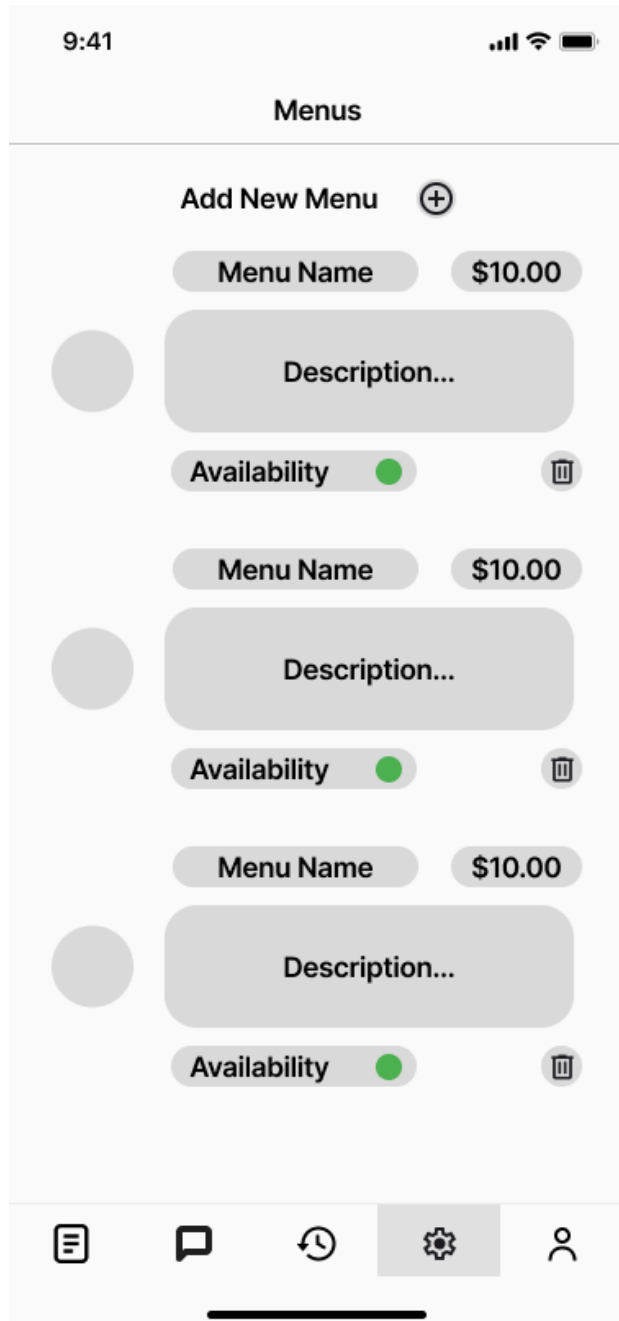 9:41
Menus
Add New Menu
Menu Name $10.00
Description...
Availability
Menu Name $10.00
Description...
Availability
Menu Name $10.00
Description...
Availability